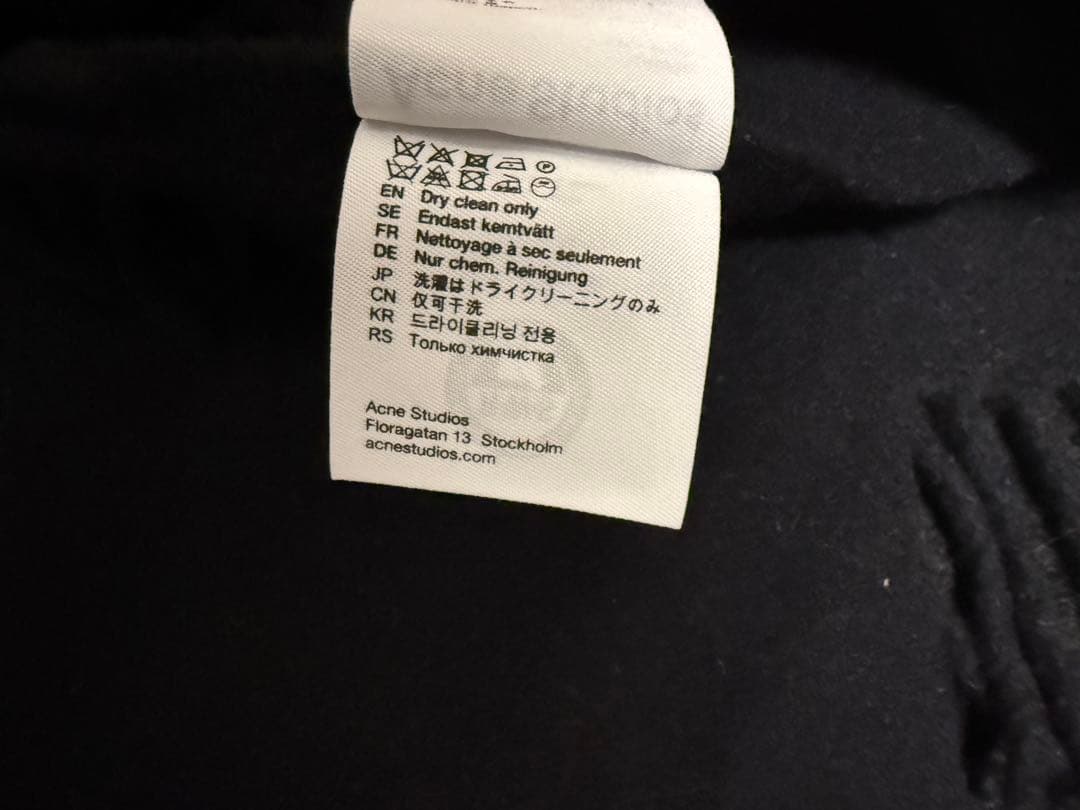 EN Dry clean only
SE Endast kemtvätt
FR Nettoyage à sec seulement
DE Nur chem. Reinigung
JP 洗濯はドライクリーニングのみ
CN 仅可干洗
KR 드라이클리닝 전용
RS Только химчистка
Acne Studios
Floragatan 13 Stockholm
acnestudios.com